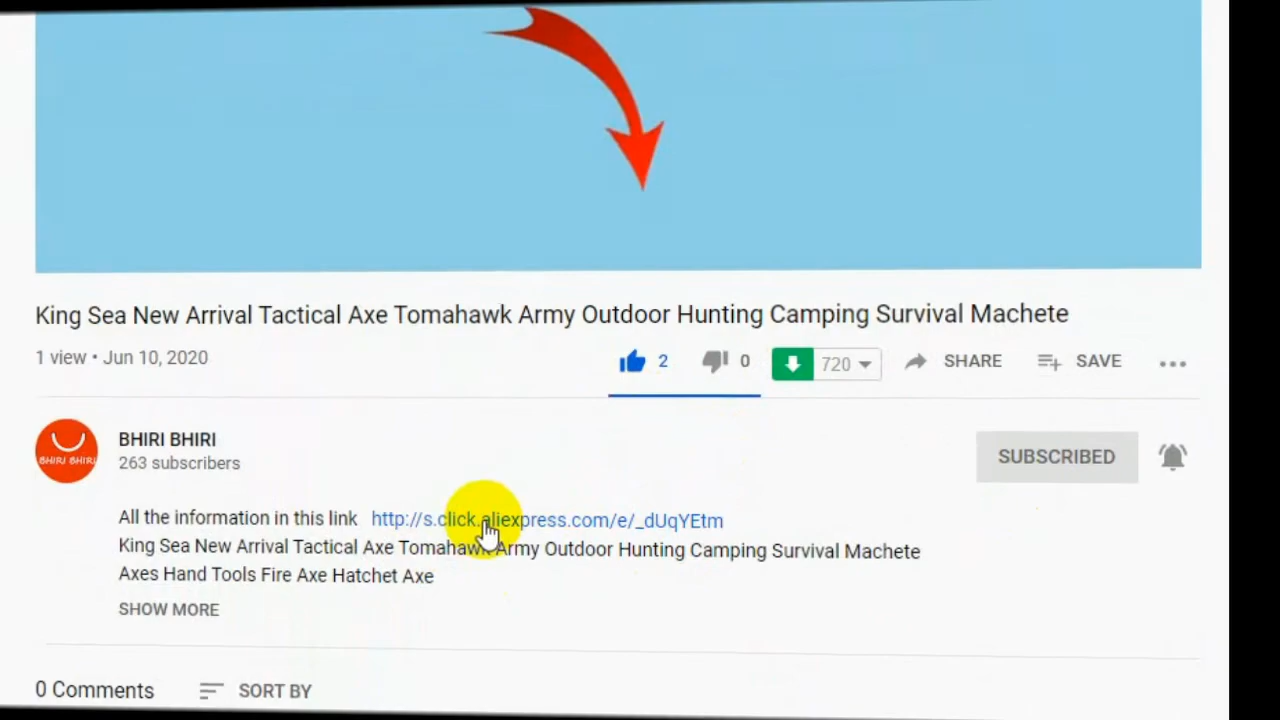 King Sea New Arrival Tactical Axe Tomahawk Army Outdoor Hunting Camping Survival Machete
1 view • Jun 10, 2020
2
0
720
SHARE
SAVE
BHIRI BHIRI
BHIRI BHIRI
263 subscribers
SUBSCRIBED
All the information in this link http://s.click.aliexpress.com/e/_dUqYEtm
King Sea New Arrival Tactical Axe Tomahawk Army Outdoor Hunting Camping Survival Machete
Axes Hand Tools Fire Axe Hatchet Axe
SHOW MORE
0 Comments
SORT BY